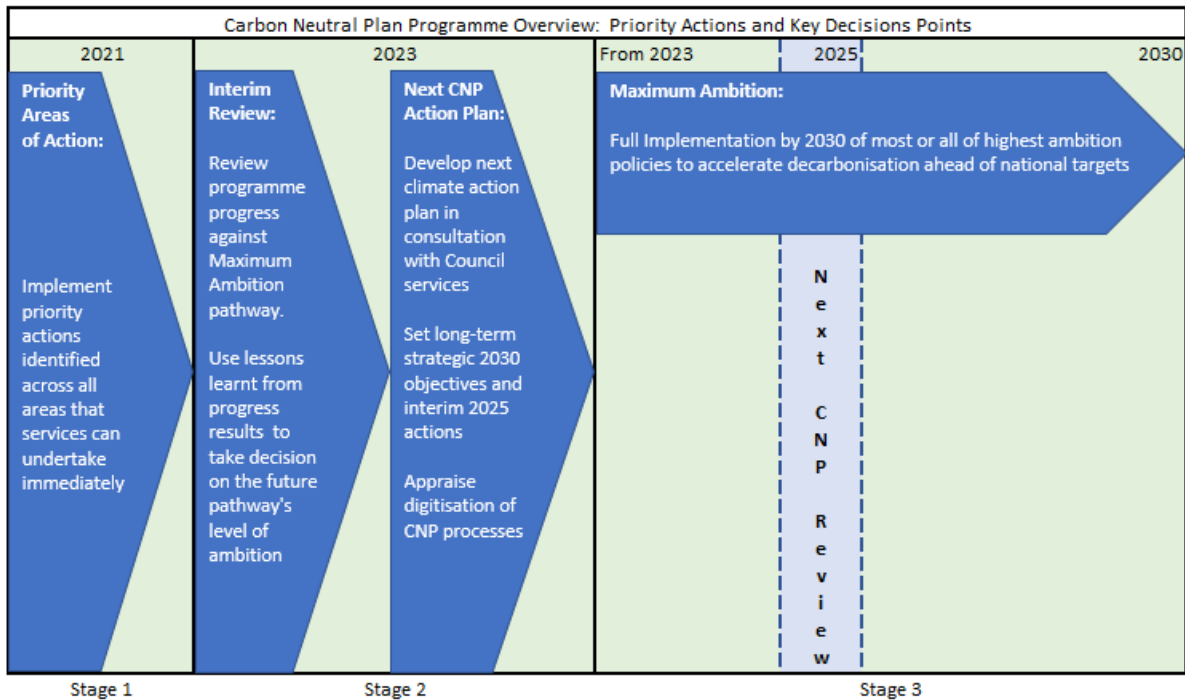 Carbon Neutral Plan Programme Overview: Priority Actions and Key Decisions Points
2021
2023
From 2023
2025
2030
Priority
Areas
of Action:
Implement
priority
actions
identified
across all
areas that
services can
undertake
immediately
Interim
Review:
Review
programme
progress
against
Maximum
Ambition
pathway.
Use lessons
learnt from
progress
results to
take decision
on the future
pathway's
level of
ambition
Next CNP
Action Plan:
Develop next
climate action
plan in
consultation
with Council
services
Set long-term
strategic 2030
objectives and
interim 2025
actions
Appraise
digitisation of
CNP processes
Maximum Ambition:
Full Implementation by 2030 of most or all of highest ambition
policies to accelerate decarbonisation ahead of national targets
N
e
x
t
C
N
P
R
e
v
i
e
w
Stage 1
Stage 2
Stage 3